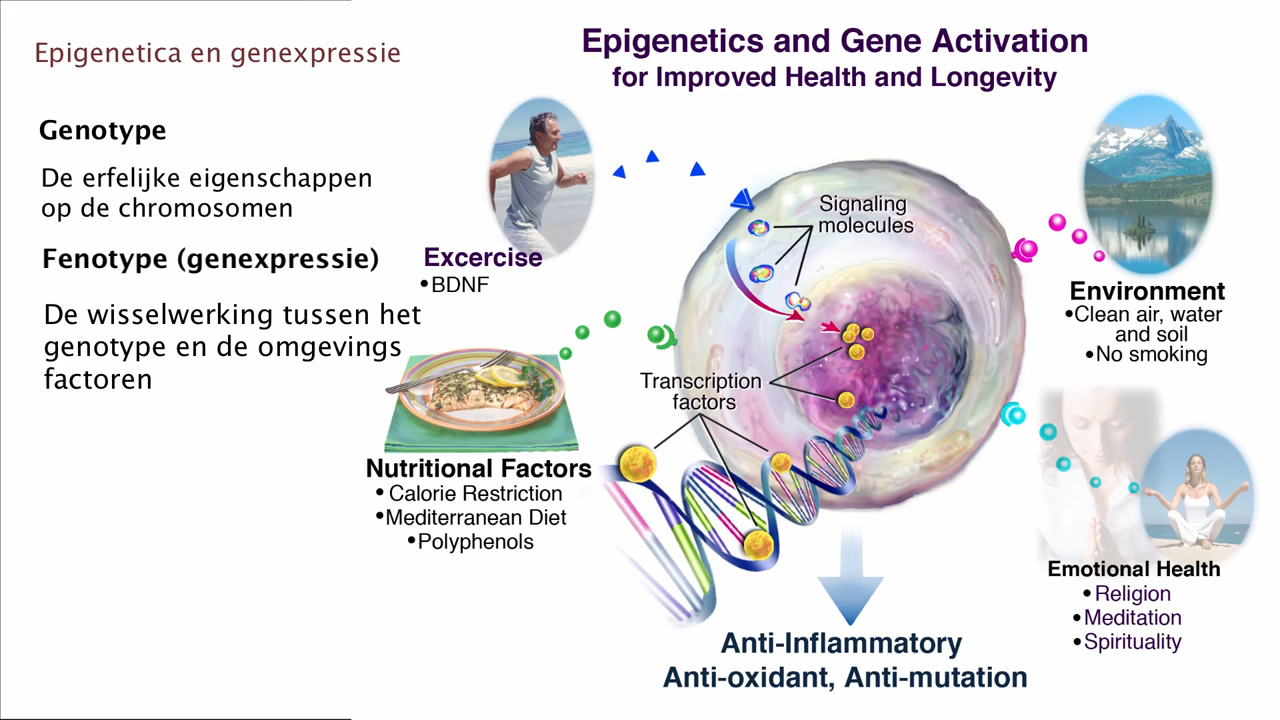 Epigenetica en genexpressie
Genotype
De erfelijke eigenschappen
op de chromosomen
Fenotype (genexpressie)
De wisselwerking tussen het
genotype en de omgevings
factoren
Epigenetics and Gene Activation
for Improved Health and Longevity
Excercise
•BDNF
Signaling
molecules
Environment
•Clean air, water
and soil
•No smoking
Transcription
factors
Nutritional Factors
• Calorie Restriction
•Mediterranean Diet
•Polyphenols
Emotional Health
•Religion
•Meditation
•Spirituality
Anti-Inflammatory
Anti-oxidant, Anti-mutation